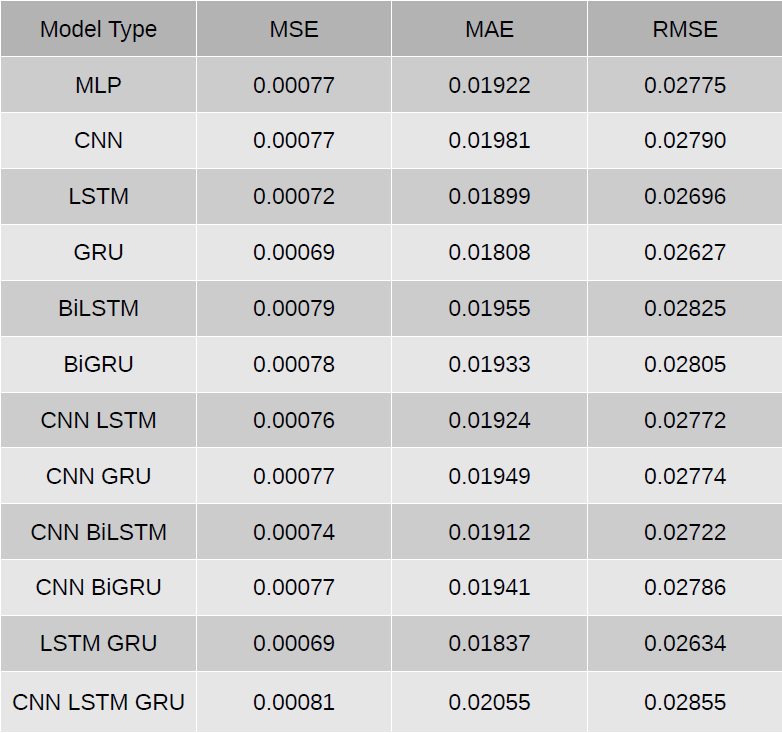 Model Type MSE MAE RMSE
MLP 0.00077 0.01922 0.02775
CNN 0.00077 0.01981 0.02790
LSTM 0.00072 0.01899 0.02696
GRU 0.00069 0.01808 0.02627
BiLSTM 0.00079 0.01955 0.02825
BiGRU 0.00078 0.01933 0.02805
CNN LSTM 0.00076 0.01924 0.02772
CNN GRU 0.00077 0.01949 0.02774
CNN BiLSTM 0.00074 0.01912 0.02722
CNN BiGRU 0.00077 0.01941 0.02786
LSTM GRU 0.00069 0.01837 0.02634
CNN LSTM GRU 0.00081 0.02055 0.02855